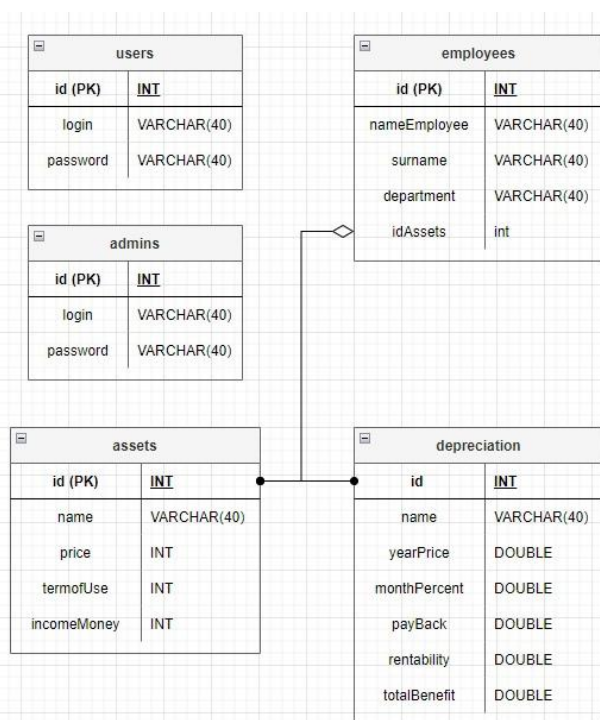 users
id (PK) INT
login VARCHAR(40)
password VARCHAR(40)
employees
id (PK) INT
nameEmployee VARCHAR(40)
surname VARCHAR(40)
department VARCHAR(40)
idAssets int
admins
id (PK) INT
login VARCHAR(40)
password VARCHAR(40)
assets
id (PK) INT
name VARCHAR(40)
price INT
termofUse INT
incomeMoney INT
depreciation
id INT
name VARCHAR(40)
yearPrice DOUBLE
monthPercent DOUBLE
payBack DOUBLE
rentability DOUBLE
totalBenefit DOUBLE